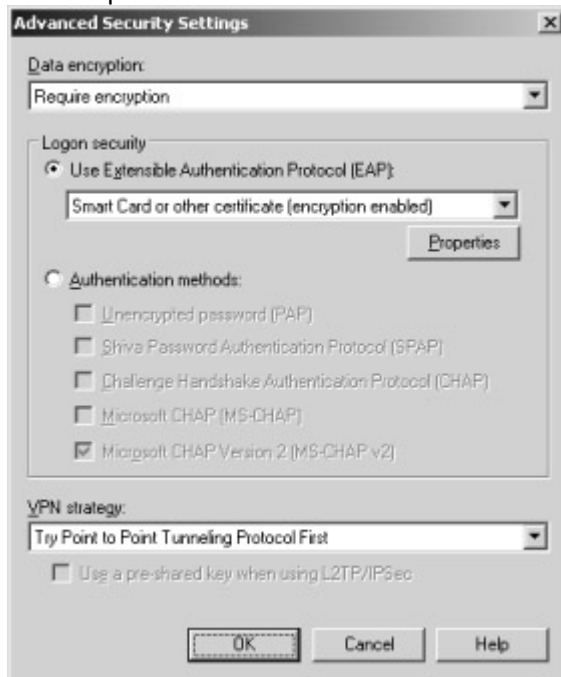 Advanced Security Settings
Data encryption:
Require encryption
Logon security
Use Extensible Authentication Protocol (EAP):
Smart Card or other certificate (encryption enabled)
Properties
Authentication methods:
Unencrypted password (PAP)
Shiva Password Authentication Protocol (SPAP)
Challenge Handshake Authentication Protocol (CHAP)
Microsoft CHAP (MS-CHAP)
Microsoft CHAP Version 2 (MS-CHAP v2)
VPN strategy:
Try Point to Point Tunneling Protocol First
Use a pre-shared key when using L2TP/IPSec
OK Cancel Help